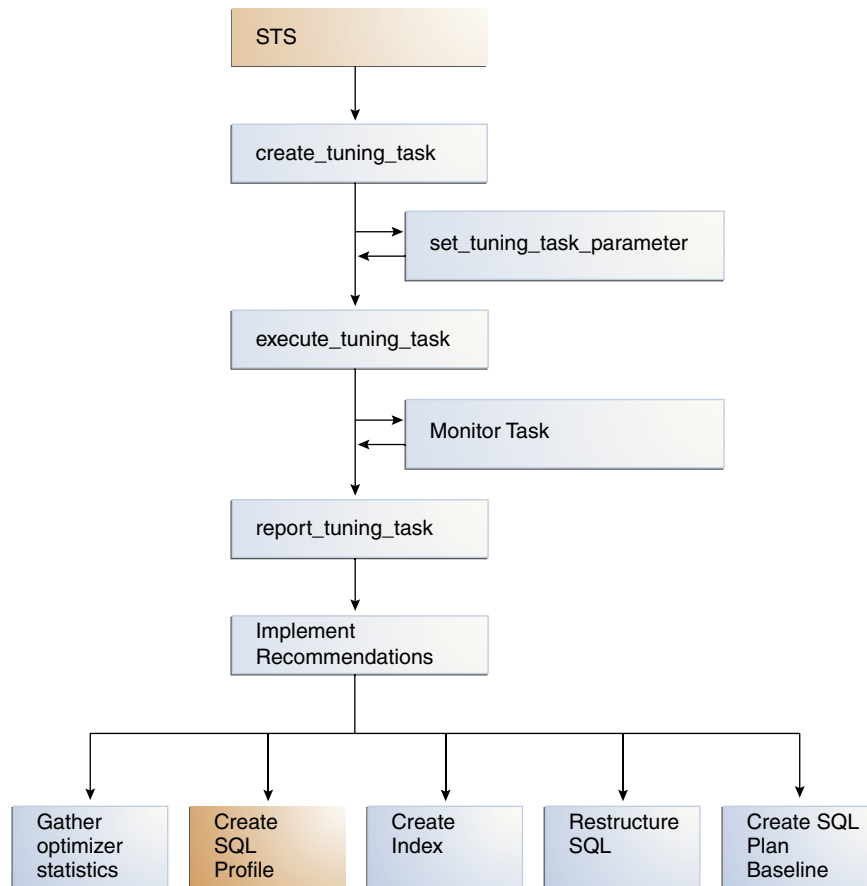 STS
create_tuning_task
set_tuning_task_parameter
execute_tuning_task
Monitor Task
report_tuning_task
Implement
Recommendations
Gather
optimizer
statistics
Create
SQL
Profile
Create
Index
Restructure
SQL
Create SQL
Plan
Baseline